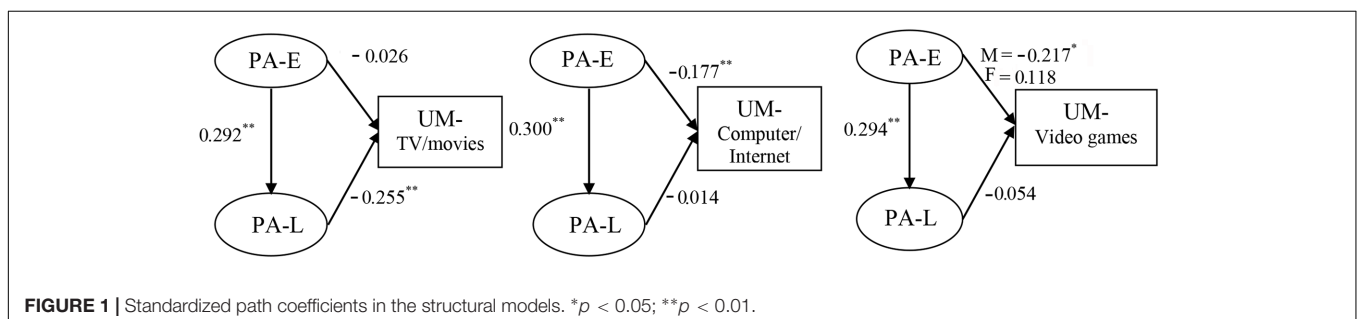 PA-E
- 0.026
0.292**
UM-
TV/movies
- 0.255**
PA-L
PA-E
-0.177**
0.300**
UM-
Computer/
Internet
-0.014
PA-L
PA-E
M = -0.217*
F = 0.118
0.294**
UM-
Video games
-0.054
PA-L
FIGURE 1 | Standardized path coefficients in the structural models. *p < 0.05; **p < 0.01.